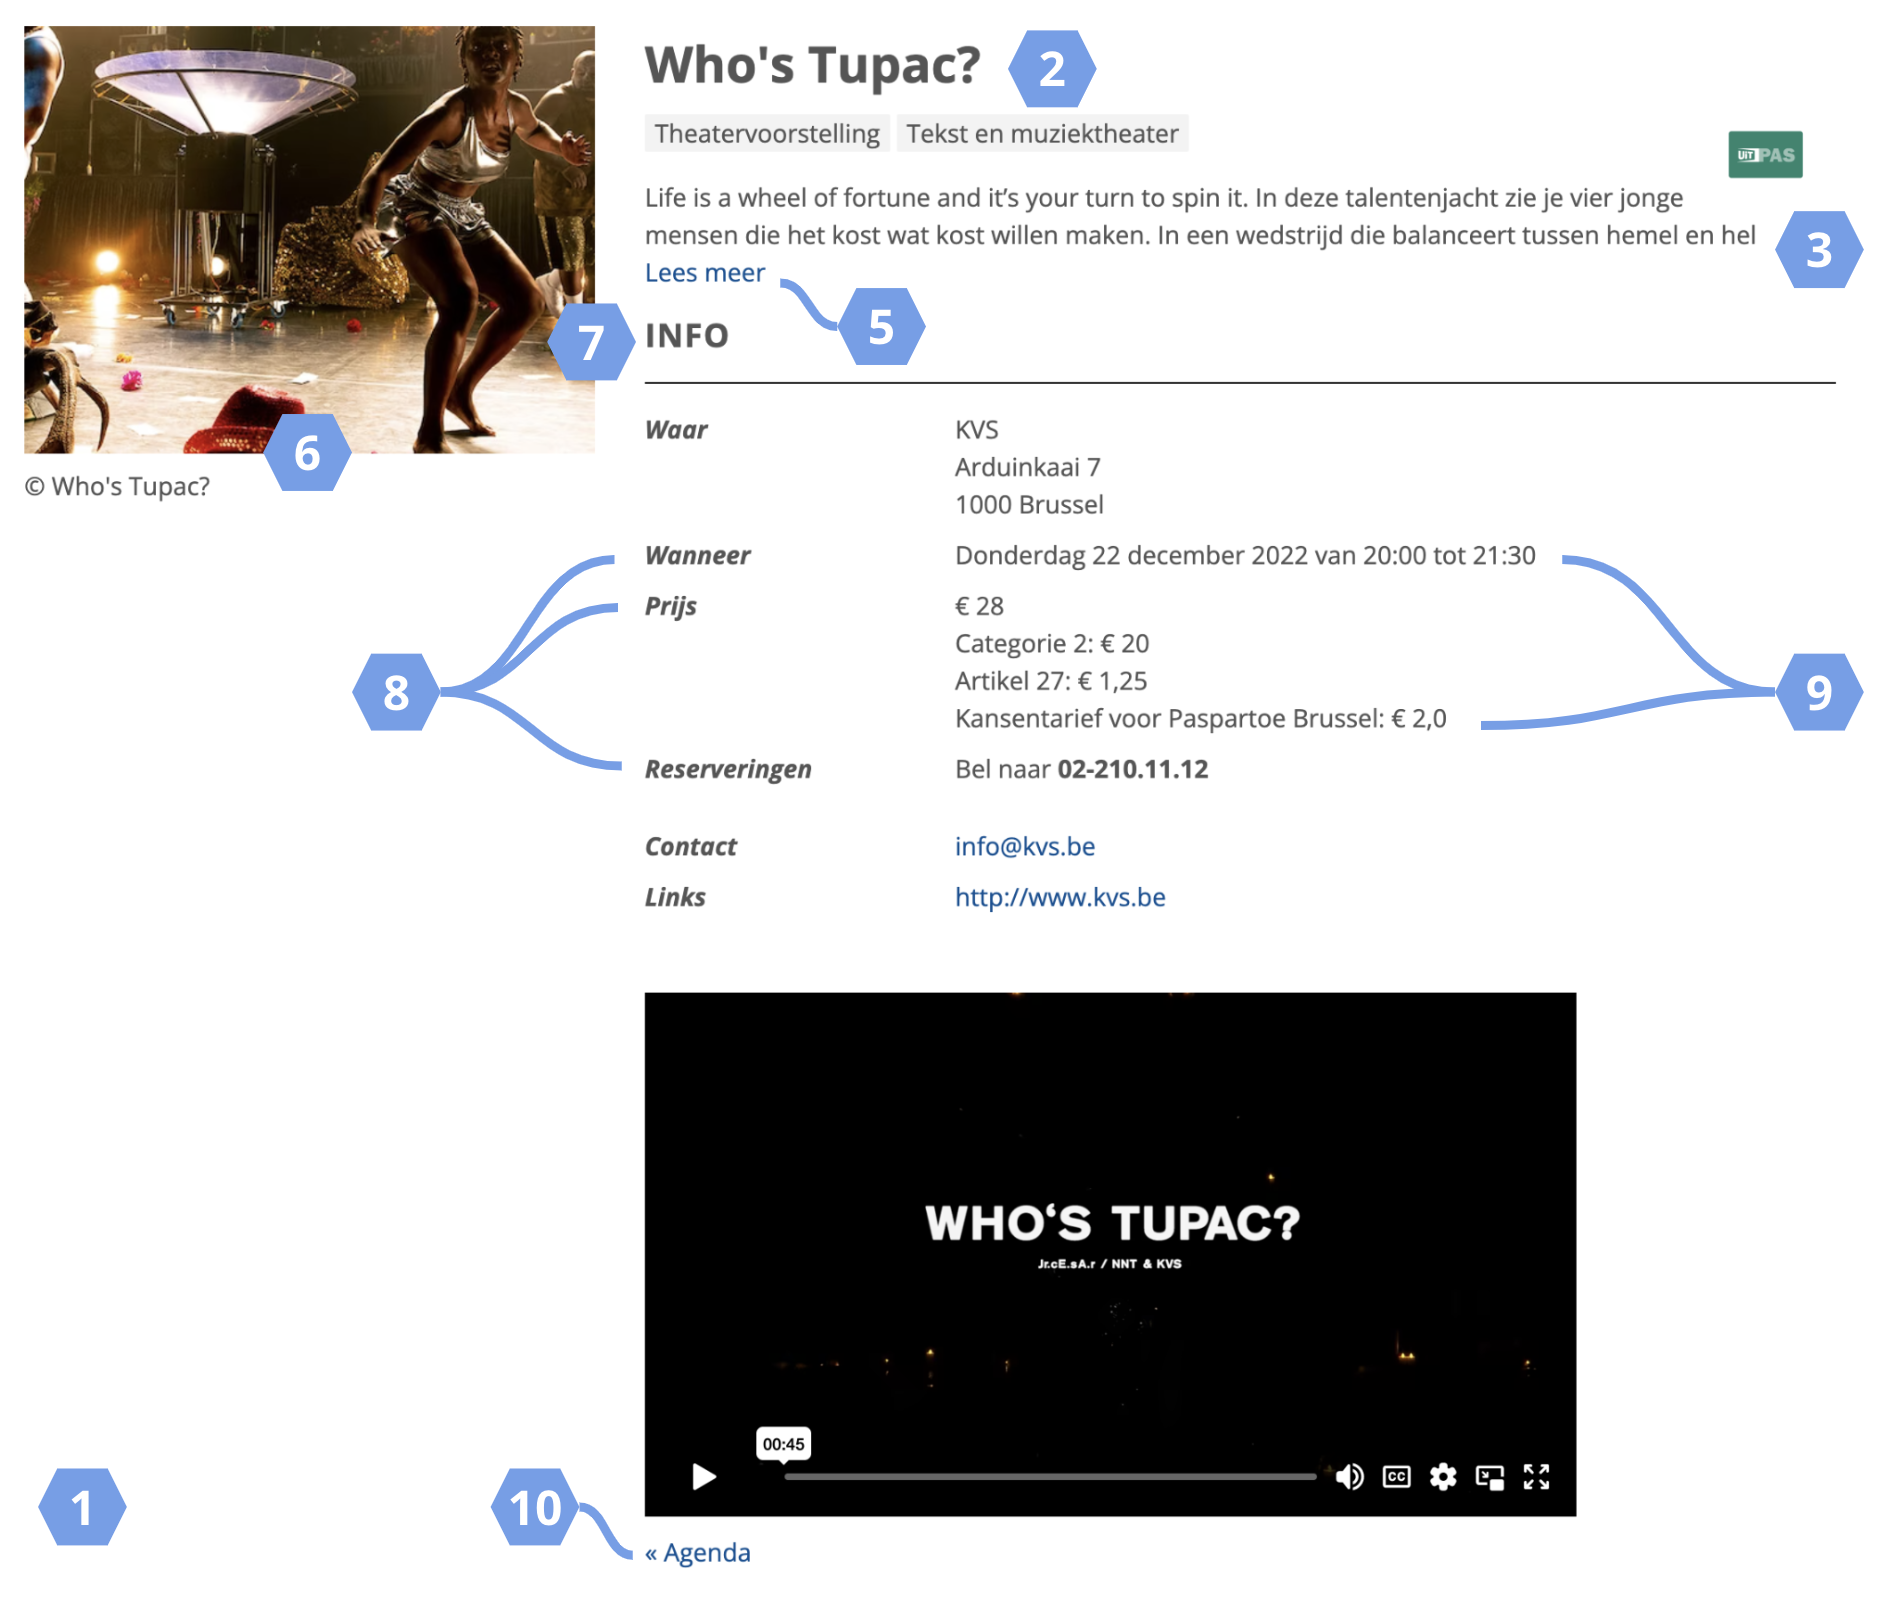 Who's Tupac?
2
Theatervoorstelling
Tekst en muziektheater
UiTPAS
Life is a wheel of fortune and it’s your turn to spin it. In deze talentenjacht zie je vier jonge
mensen die het kost wat kost willen maken. In een wedstrijd die balanceert tussen hemel en hel
3
Lees meer
5
7
INFO
6
© Who's Tupac?
Waar
KVS
Arduinkaai 7
1000 Brussel
Wanneer
Donderdag 22 december 2022 van 20:00 tot 21:30
Prijs
€ 28
Categorie 2: € 20
Artikel 27: € 1,25
Kansentarief voor Paspartoe Brussel: € 2,0
8
9
Reserveringen
Bel naar 02-210.11.12
Contact
info@kvs.be
Links
http://www.kvs.be
WHO‘S TUPAC?
Jr.cE.sA.r / NNT & KVS
00:45
CC
1
10
« Agenda